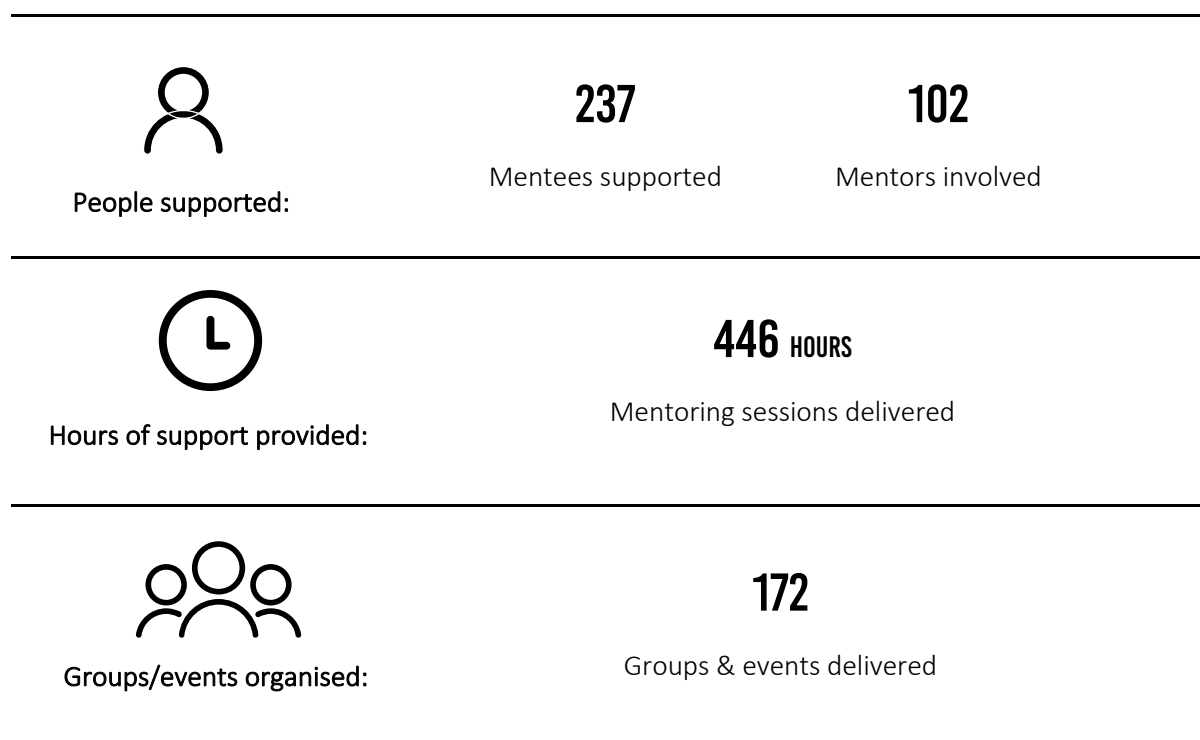 237
102
Mentees supported
Mentors involved
People supported:
446 HOURS
Mentoring sessions delivered
Hours of support provided:
172
Groups & events delivered
Groups/events organised: